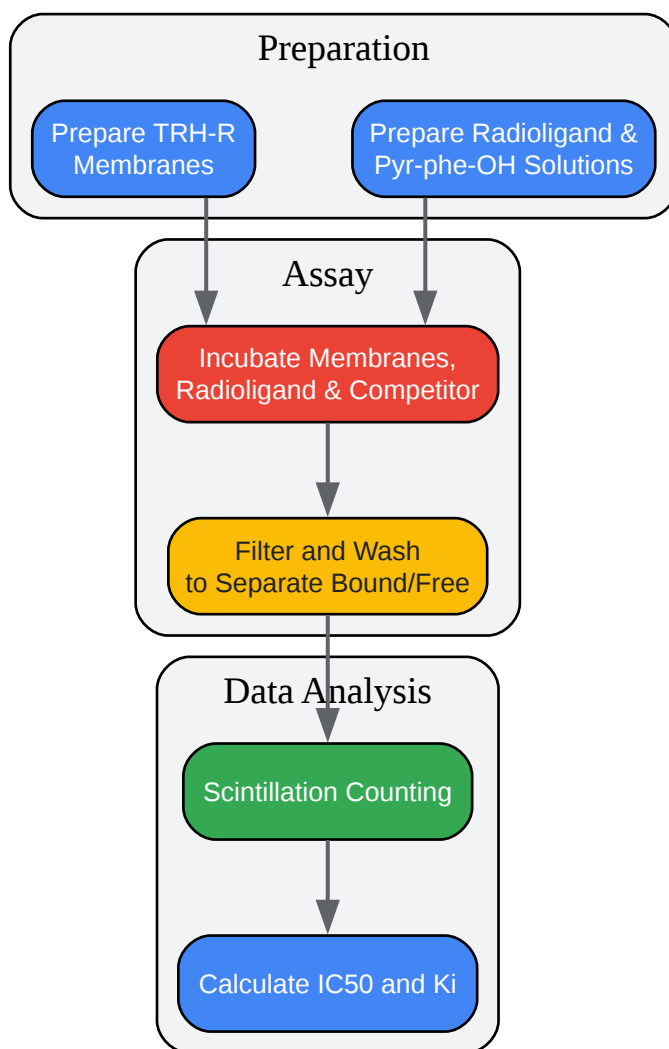 Preparation
Prepare TRH-R
Membranes
Prepare Radioligand &
Pyr-phe-OH Solutions
Assay
Incubate Membranes,
Radioligand & Competitor
Filter and Wash
to Separate Bound/Free
Data Analysis
Scintillation Counting
Calculate IC50 and Ki